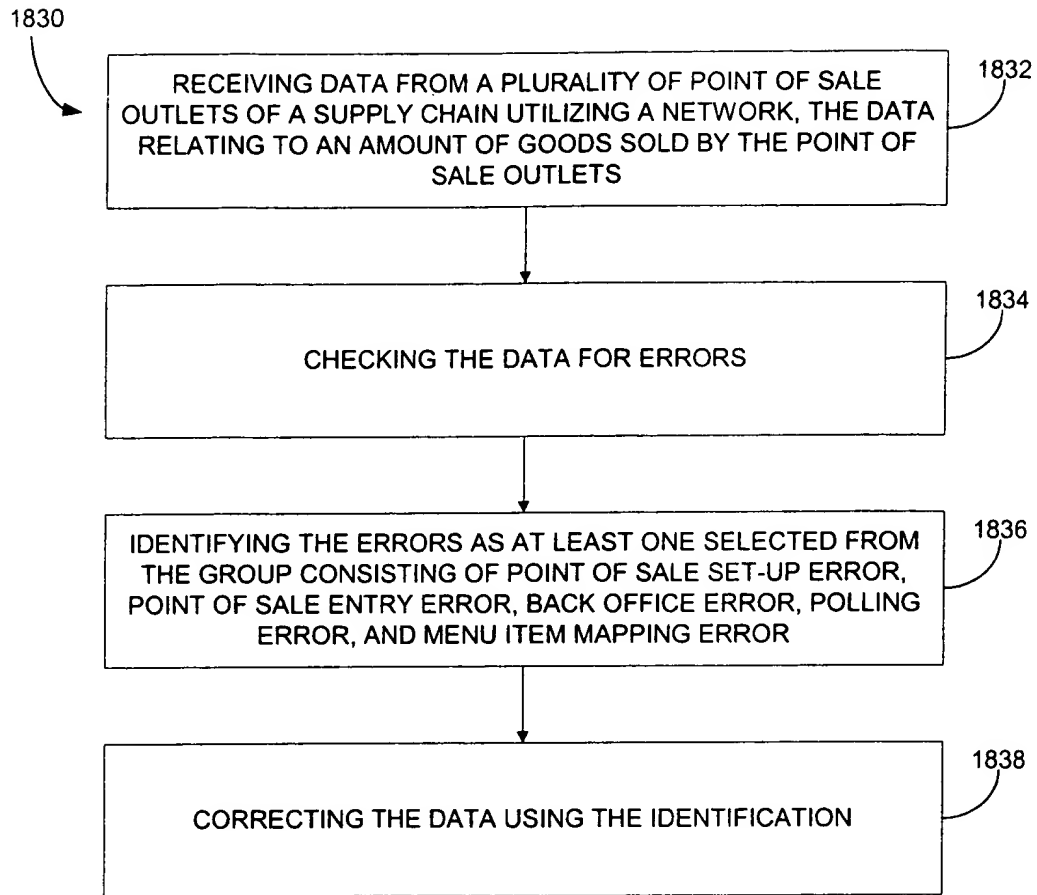 1830
RECEIVING DATA FROM A PLURALITY OF POINT OF SALE
OUTLETS OF A SUPPLY CHAIN UTILIZING A NETWORK, THE DATA
RELATING TO AN AMOUNT OF GOODS SOLD BY THE POINT OF
SALE OUTLETS
1832
CHECKING THE DATA FOR ERRORS
1834
IDENTIFYING THE ERRORS AS AT LEAST ONE SELECTED FROM
THE GROUP CONSISTING OF POINT OF SALE SET-UP ERROR,
POINT OF SALE ENTRY ERROR, BACK OFFICE ERROR, POLLING
ERROR, AND MENU ITEM MAPPING ERROR
1836
CORRECTING THE DATA USING THE IDENTIFICATION
1838